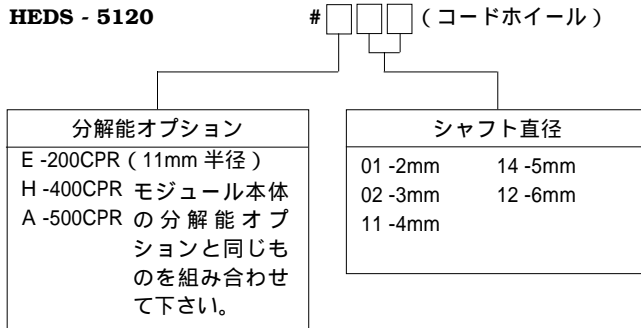 HEDS - 5120 #□□□(コードホイール)
分解能オプション
E -200CPR(11mm 半径)
H -400CPR モジュール本体
A -500CPR の分解能オプ
ションと同じも
のを組み合わせ
て下さい。
シャフト直径
01 -2mm 14 -5mm
02 -3mm 12 -6mm
11 -4mm